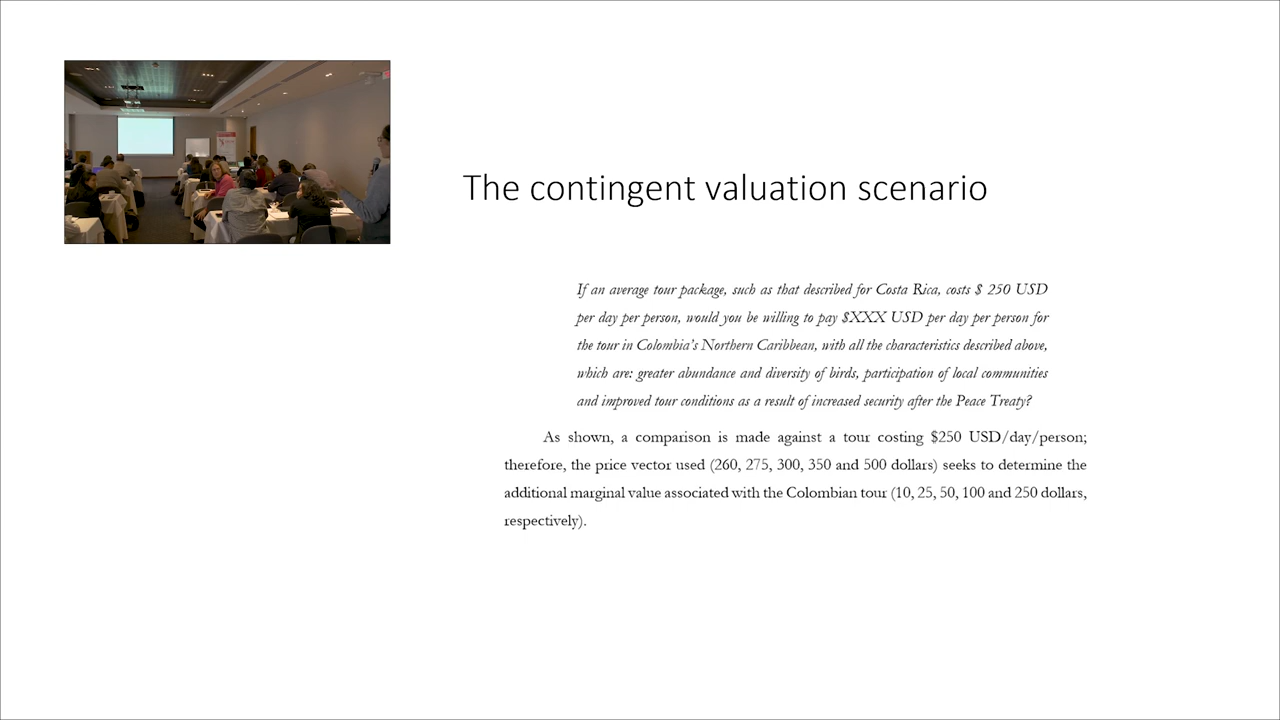 The contingent valuation scenario
If an average tour package, such as that described for Costa Rica, costs $ 250 USD
per day per person, would you be willing to pay $XXX USD per day per person for
the tour in Colombia's Northern Caribbean, with all the characteristics described above,
which are: greater abundance and diversity of birds, participation of local communities
and improved tour conditions as a result of increased security after the Peace Treaty?
As shown, a comparison is made against a tour costing $250 USD/day/person;
therefore, the price vector used (260, 275, 300, 350 and 500 dollars) seeks to determine the
additional marginal value associated with the Colombian tour (10, 25, 50, 100 and 250 dollars,
respectively).